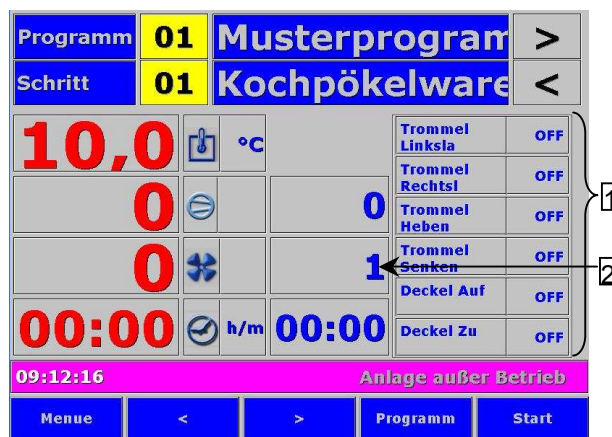 Programm 01 Musterprogram >
Schritt 01 Kochpökelware <
10,0 °C
0 0
0 1
00:00 h/m 00:00
Trommel Linksla OFF
Trommel Rechtsl OFF
Trommel Heben OFF
Trommel Senken OFF
Deckel Auf OFF
Deckel Zu OFF
1
2
09:12:16 Anlage außer Betrieb
Menue < > Programm Start